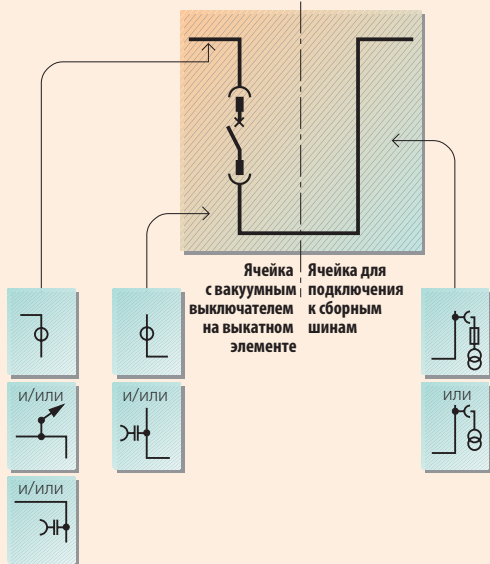 Ячейка
с вакуумным
выключателем
на выкатном
элементе
Ячейка для
подключения
к сборным
шинам
и/или
и/или
или
и/или